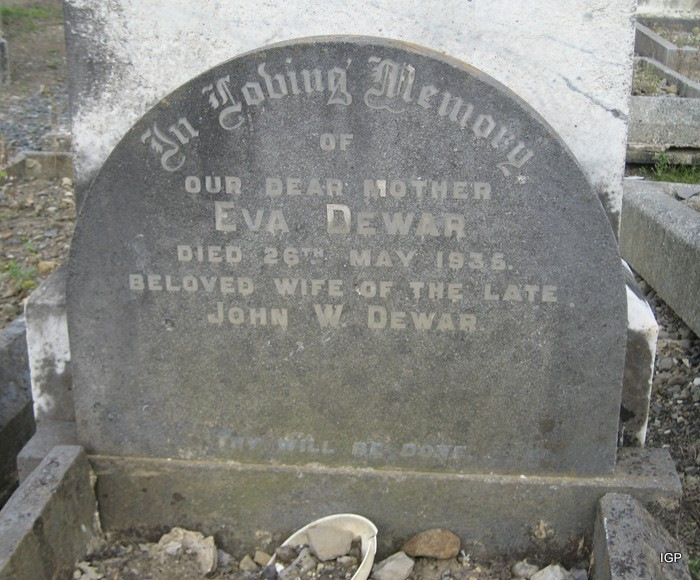 In Loving Memory
OF
OUR DEAR MOTHER
EVA DEWAR
DIED 26TH MAY 1935.
BELOVED WIFE OF THE LATE
JOHN W. DEWAR.
THY WILL BE DONE
IGP